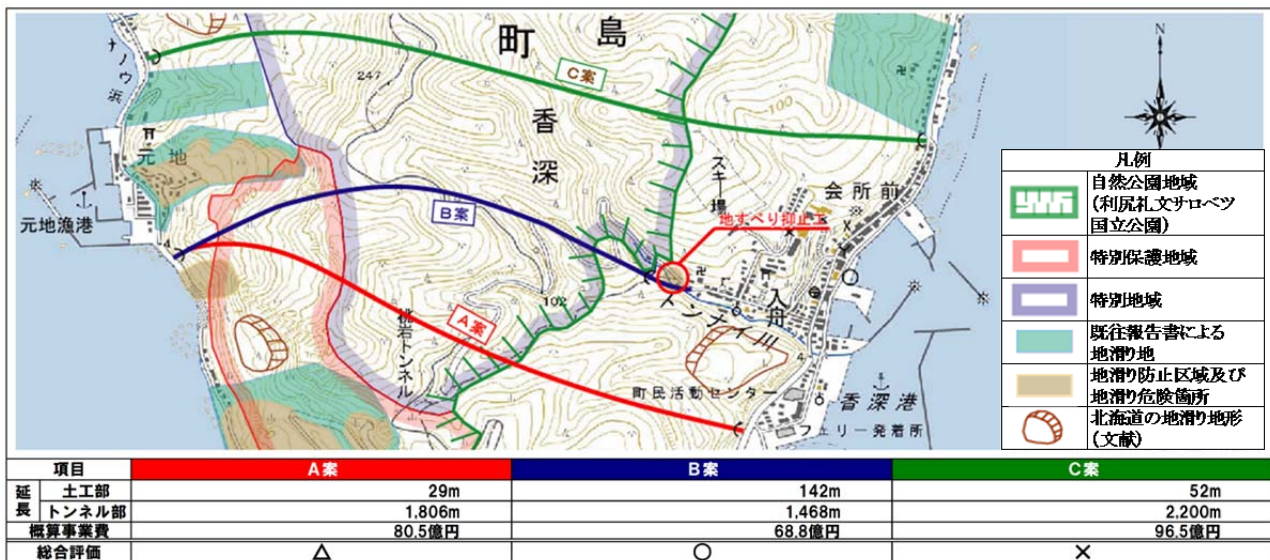 町 島
ナノウ浜
C案
247
100
香深
スキー場
会所前
元地
元地漁港
B案
地すべり抑止工
102
A案
桃岩トンネル
トンナイ川
入舟
町民活動センター
香深港
フェリー発着所
N
凡例
自然公園地域
(利尻礼文サロベツ
国立公園)
特別保護地域
特別地域
既往報告書による
地滑り地
地滑り防止区域及び
地滑り危険箇所
北海道の地滑り地形
(文献)
項目 A案 B案 C案
延長 土工部 29m 142m 52m
トンネル部 1,806m 1,468m 2,200m
概算事業費 80.5億円 68.8億円 96.5億円
総合評価 △ ○ ×